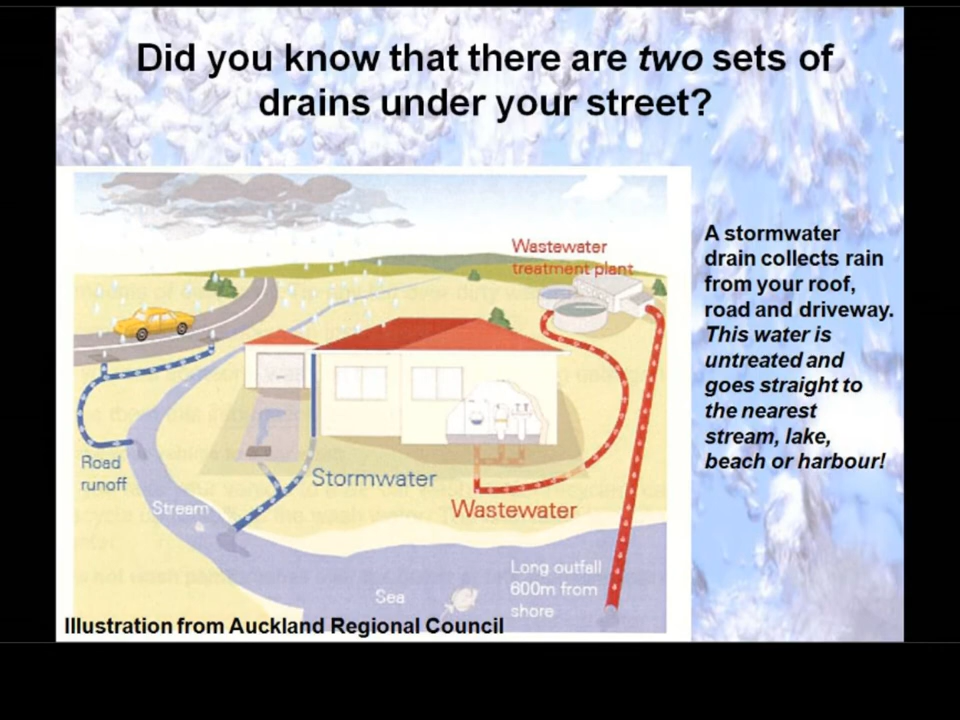 Did you know that there are two sets of
drains under your street?
Wastewater
treatment plant
A stormwater
drain collects rain
from your roof,
road and driveway.
This water is
untreated and
goes straight to
the nearest
stream, lake,
beach or harbour!
Road
runoff
Stormwater
Stream
Wastewater
Long outfall
600m from
shore
Sea
Illustration from Auckland Regional Council